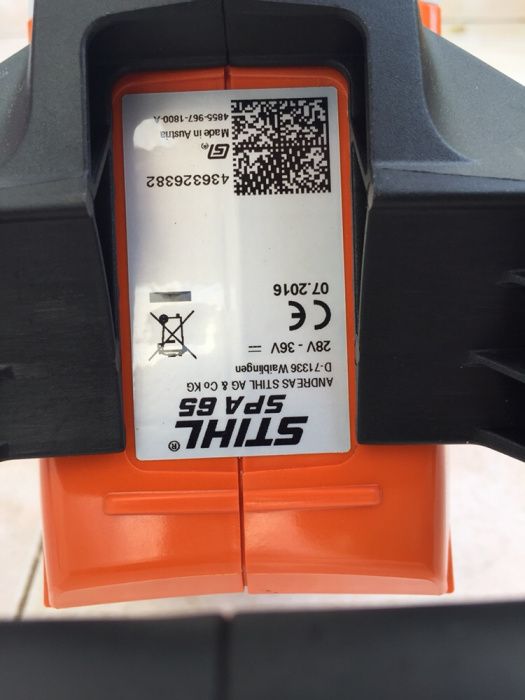 STIHL®
SPA 65
ANDREAS STIHL AG & Co KG
D-71336 Waiblingen
28V - 36V
CE
07.2016
436326382
(R)
Made in Austria
4855-967-1800-A